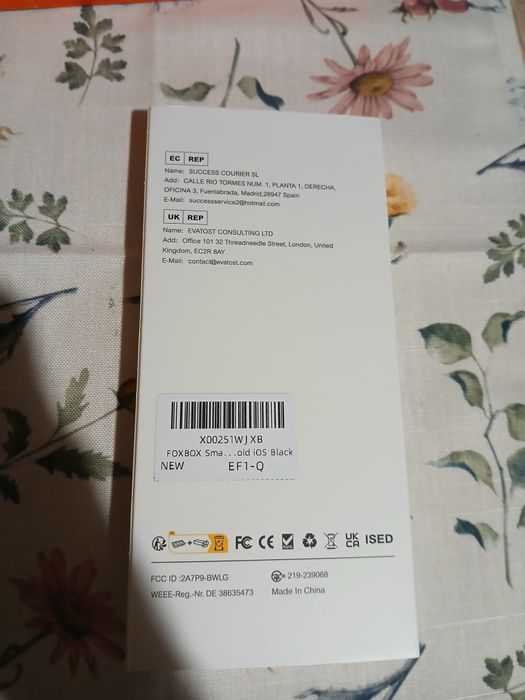 EC REP
Name: SUCCESS COURIER SL
Add: CALLE RIO TORMES NUM. 1, PLANTA 1, DERECHA,
OFICINA 3, Fuenlabrada, Madrid,28947 Spain
E-Mail: successservice2@hotmail.com
UK REP
Name: EVATOST CONSULTING LTD
Add: Office 101 32 Threadneedle Street, London, United
Kingdom, EC2R 8AY
E-Mail: contact@evatost.com
X00251WJXB
FOXBOX Sma...oid iOS Black
NEW EF1-Q
FC CE UK CA ISED
FCC ID :2A7P9-BWLG
219-239068
WEEE-Reg.-Nr. DE 38635473
Made In China